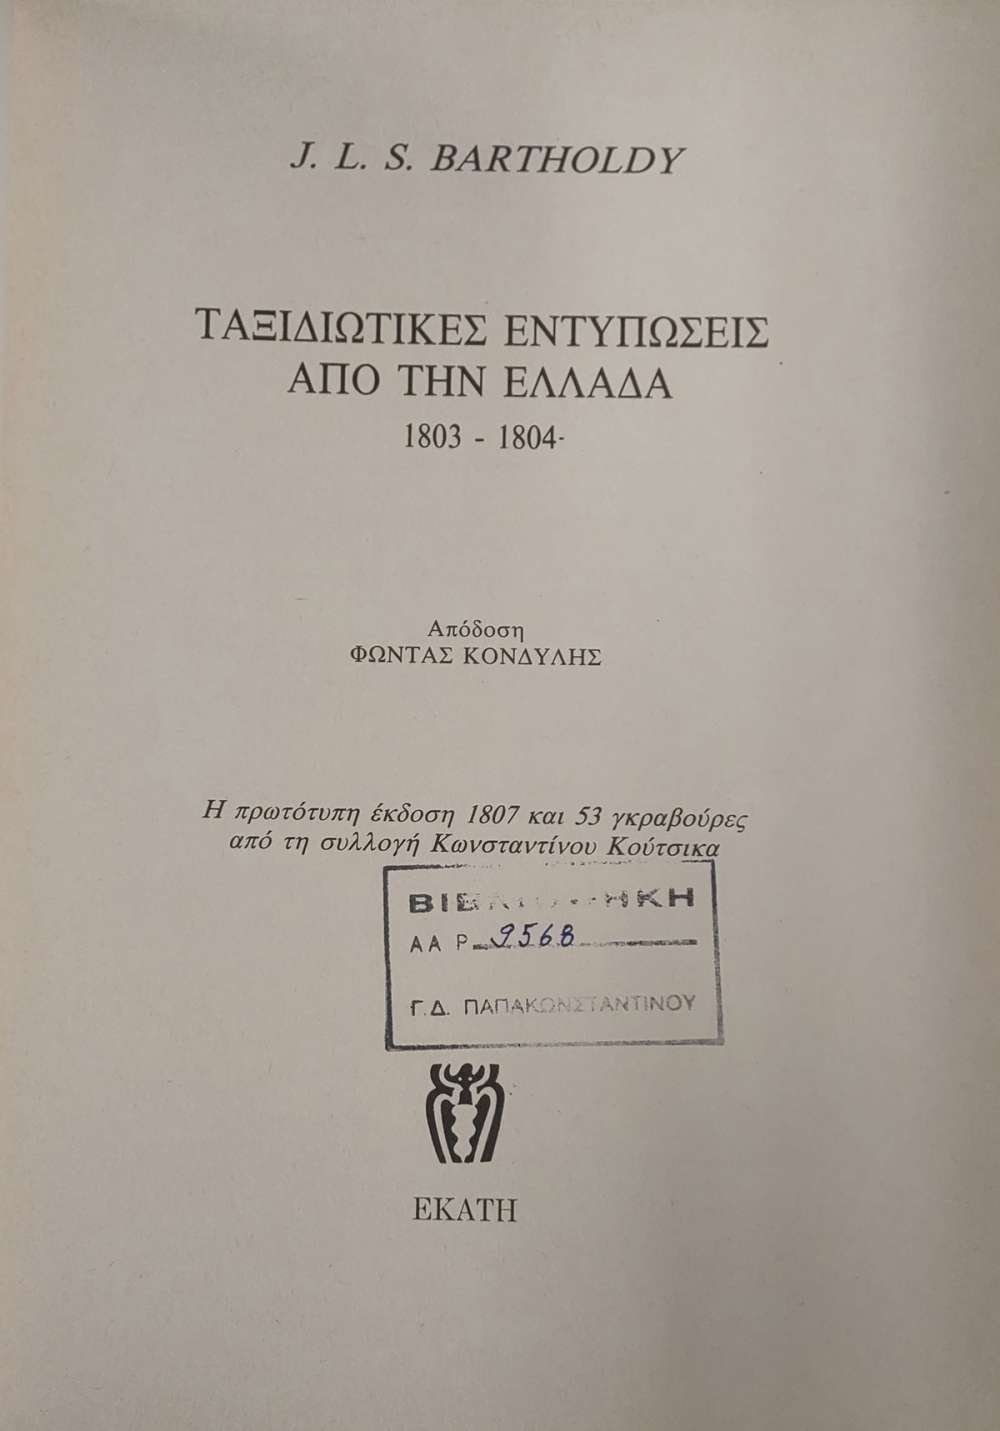 J. L. S. BARTHOLDY
ΤΑΞΙΔΙΩΤΙΚΕΣ ΕΝΤΥΠΩΣΕΙΣ
ΑΠΟ ΤΗΝ ΕΛΛΑΔΑ
1803 - 1804
Απόδοση
ΦΩΝΤΑΣ ΚΟΝΔΥΛΗΣ
Η πρωτότυπη έκδοση 1807 και 53 γκραβούρες
από τη συλλογή Κωνσταντίνου Κούτσικα
ΒΙΒΛΙΟΘΗΚΗ
ΑΑ Ρ 9568
Γ.Δ. ΠΑΠΑΚΩΝΣΤΑΝΤΙΝΟΥ
ΕΚΑΤΗ